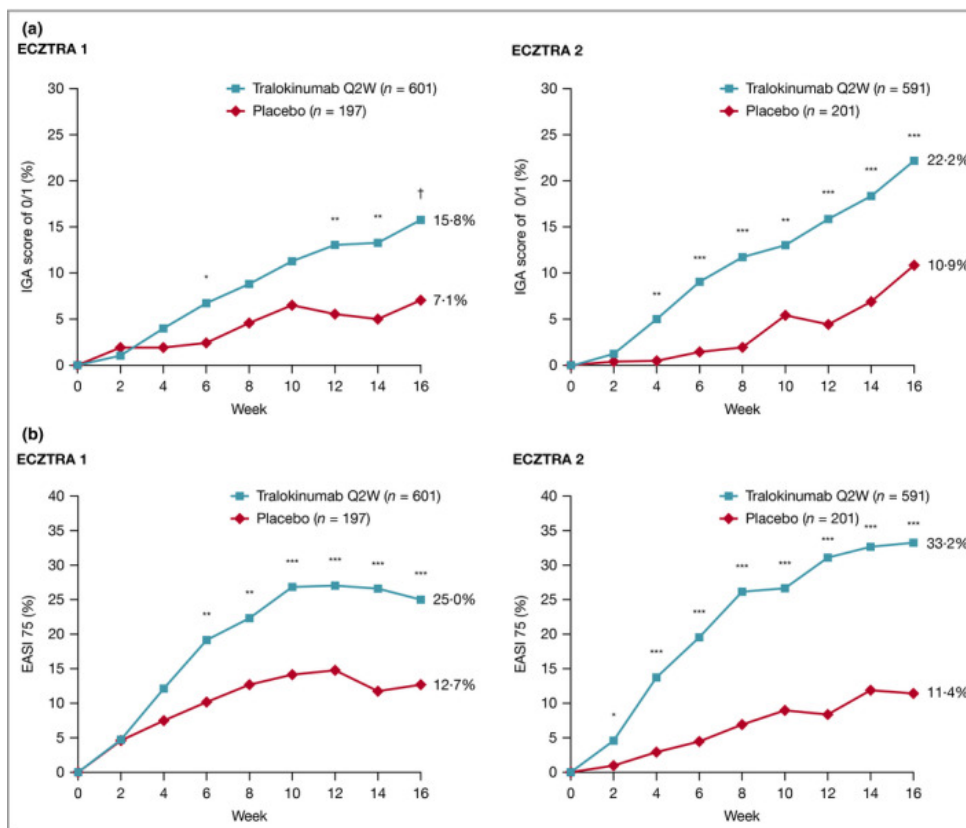 (a)
ECZTRA 1
30
25
20
15
10
5
0
IGA score of 0/1 (%)
Tralokinumab Q2W (n = 601)
Placebo (n = 197)
*
**
**
†
15·8%
7·1%
0 2 4 6 8 10 12 14 16
Week
ECZTRA 2
30
25
20
15
10
5
0
IGA score of 0/1 (%)
Tralokinumab Q2W (n = 591)
Placebo (n = 201)
**
***
***
**
***
***
***
22·2%
10·9%
0 2 4 6 8 10 12 14 16
Week
(b)
ECZTRA 1
40
35
30
25
20
15
10
5
0
EASI 75 (%)
Tralokinumab Q2W (n = 601)
Placebo (n = 197)
**
**
***
***
***
***
25·0%
12·7%
0 2 4 6 8 10 12 14 16
Week
ECZTRA 2
40
35
30
25
20
15
10
5
0
EASI 75 (%)
Tralokinumab Q2W (n = 591)
Placebo (n = 201)
*
***
***
***
***
***
***
***
33·2%
11·4%
0 2 4 6 8 10 12 14 16
Week